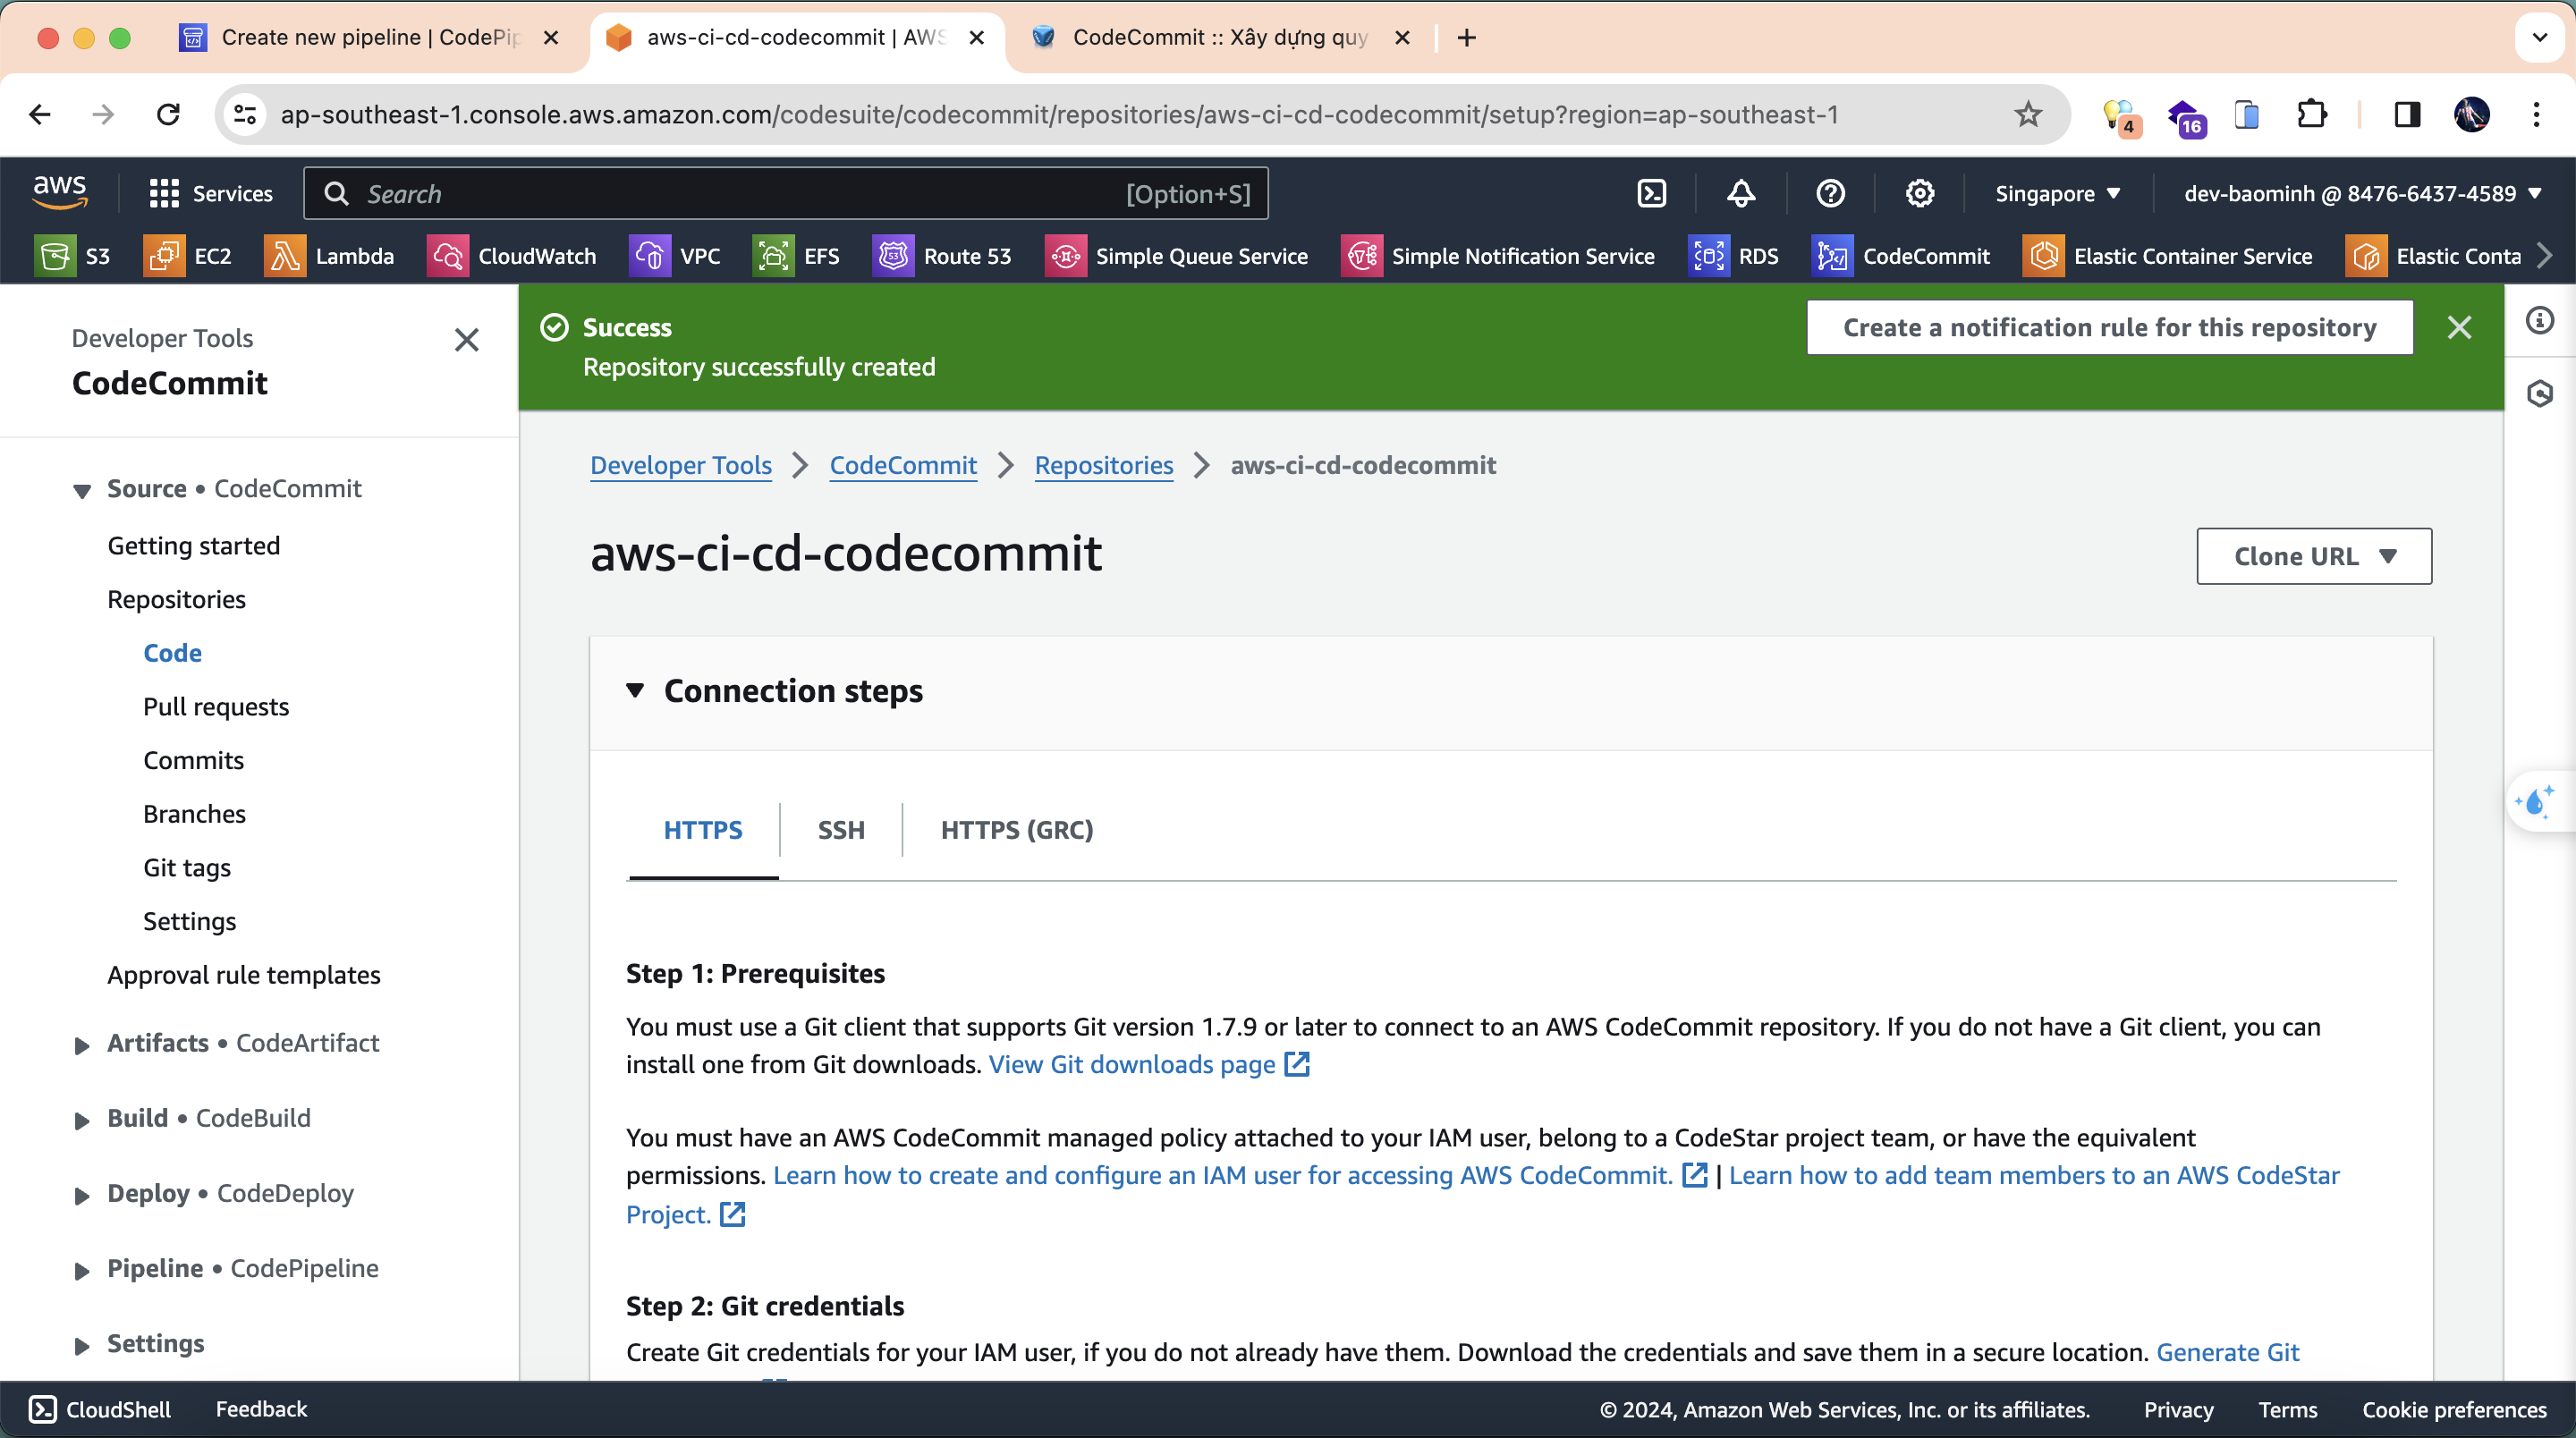 Create new pipeline | CodePip
aws-ci-cd-codecommit | AWS
CodeCommit :: Xây dựng quy
ap-southeast-1.console.aws.amazon.com/codesuite/codecommit/repositories/aws-ci-cd-codecommit/setup?region=ap-southeast-1
4
16
aws
Services
Search
[Option+S]
Singapore
dev-baominh @ 8476-6437-4589
S3
EC2
Lambda
CloudWatch
VPC
EFS
Route 53
Simple Queue Service
Simple Notification Service
RDS
CodeCommit
Elastic Container Service
Elastic Conta
Developer Tools
CodeCommit
Source • CodeCommit
Getting started
Repositories
Code
Pull requests
Commits
Branches
Git tags
Settings
Approval rule templates
Artifacts • CodeArtifact
Build • CodeBuild
Deploy • CodeDeploy
Pipeline • CodePipeline
Settings
Success
Repository successfully created
Create a notification rule for this repository
Developer Tools
CodeCommit
Repositories
aws-ci-cd-codecommit
aws-ci-cd-codecommit
Clone URL
Connection steps
HTTPS
SSH
HTTPS (GRC)
Step 1: Prerequisites
You must use a Git client that supports Git version 1.7.9 or later to connect to an AWS CodeCommit repository. If you do not have a Git client, you can
install one from Git downloads. View Git downloads page
You must have an AWS CodeCommit managed policy attached to your IAM user, belong to a CodeStar project team, or have the equivalent
permissions. Learn how to create and configure an IAM user for accessing AWS CodeCommit. | Learn how to add team members to an AWS CodeStar
Project.
Step 2: Git credentials
Create Git credentials for your IAM user, if you do not already have them. Download the credentials and save them in a secure location. Generate Git
CloudShell
Feedback
© 2024, Amazon Web Services, Inc. or its affiliates.
Privacy
Terms
Cookie preferences